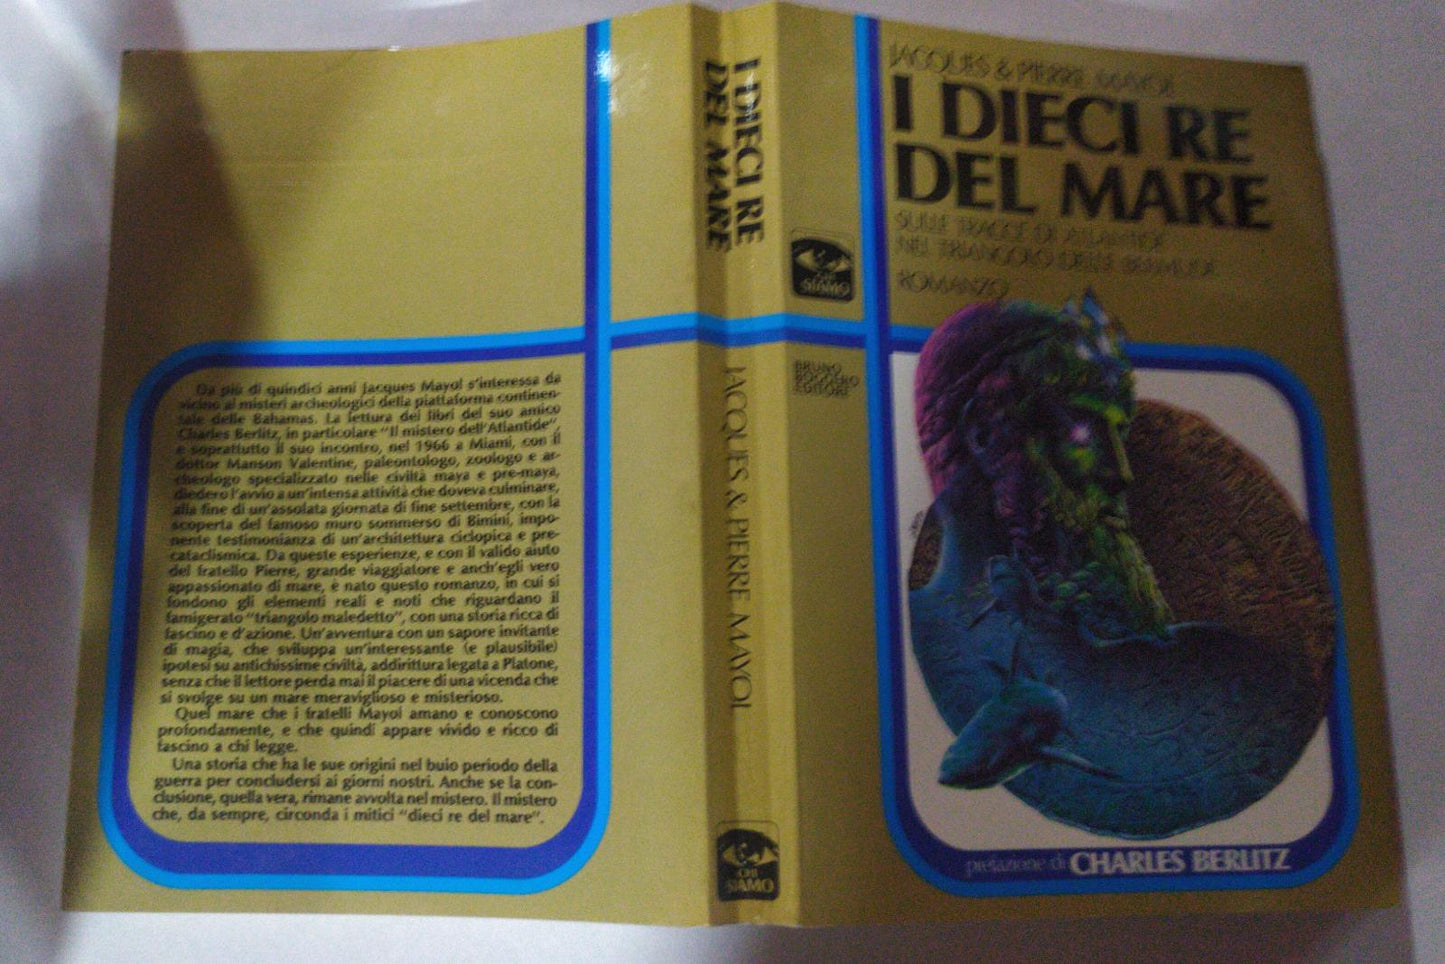 Da più di quindici anni Jacques Mayol s'interessa da
vicino ai misteri archeologici della piattaforma continen-
tale delle Bahamas. La lettura dei libri del suo amico
Charles Berlitz, in particolare "Il mistero dell'Atlantide",
e soprattutto il suo incontro, nel 1966 a Miami, con il
dottor Manson Valentine, paleontologo, zoologo e ar-
cheologo specializzato nelle civiltà maya e pre-maya,
diedero l'avvio a un'intensa attività che doveva culminare,
alla fine di un'assolata giornata di fine settembre, con la
scoperta del famoso muro sommerso di Bimini, impo-
nente testimonianza di un'architettura ciclopica e pre-
cataclismica. Da queste esperienze, e con il valido aiuto
del fratello Pierre, grande viaggiatore e anch'egli vero
appassionato di mare, è nato questo romanzo, in cui si
fondono gli elementi reali e noti che riguardano il
famigerato "triangolo maledetto", con una storia ricca di
fascino e d'azione. Un'avventura con un sapore invitante
di magia, che sviluppa un'interessante (e plausibile)
ipotesi su antichissime civiltà, addirittura legata a Platone,
senza che il lettore perda mai il piacere di una vicenda che
si svolge su un mare meraviglioso e misterioso.
Quel mare che i fratelli Mayol amano e conoscono
profondamente, e che quindi appare vivido e ricco di
fascino a chi legge.
Una storia che ha le sue origini nel buio periodo della
guerra per concludersi ai giorni nostri. Anche se la con-
clusione, quella vera, rimane avvolta nel mistero. Il mistero
che, da sempre, circonda i mitici "dieci re del mare".
I DIECI RE
DEL MARE
JACQUES & PIERRE MAYOL
CHI
SIAMO
CHI
SIAMO
BRUNO
BOGGERO
EDITORE
JACQUES & PIERRE MAYOL
I DIECI RE
DEL MARE
SULLE TRACCE DI ATLANTIDE
NEL TRIANGOLO DELLE BERMUDE
ROMANZO
prefazione di CHARLES BERLITZ